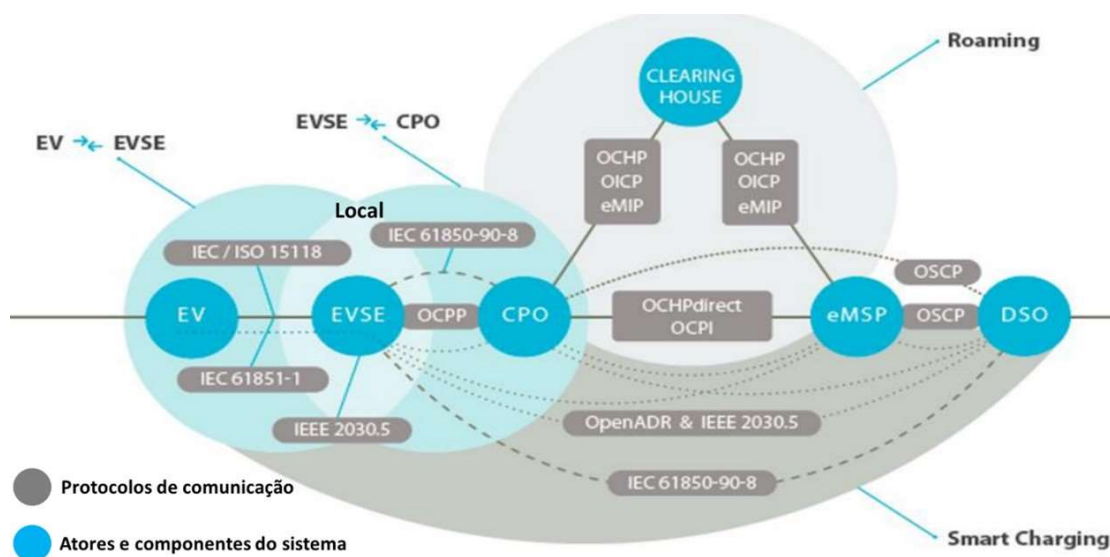 Roaming
CLEARING
HOUSE
EVSE CPO
EV EVSE
OCHP
OICP
eMIP
OCHP
OICP
eMIP
Local
IEC 61850-90-8
IEC / ISO 15118
OSCP
EV
EVSE
OCPP
CPO
OCHPdirect
OCPI
eMSP
OSCP
DSO
IEC 61851-1
IEEE 2030.5
OpenADR & IEEE 2030.5
IEC 61850-90-8
Protocolos de comunicação
Atores e componentes do sistema
Smart Charging